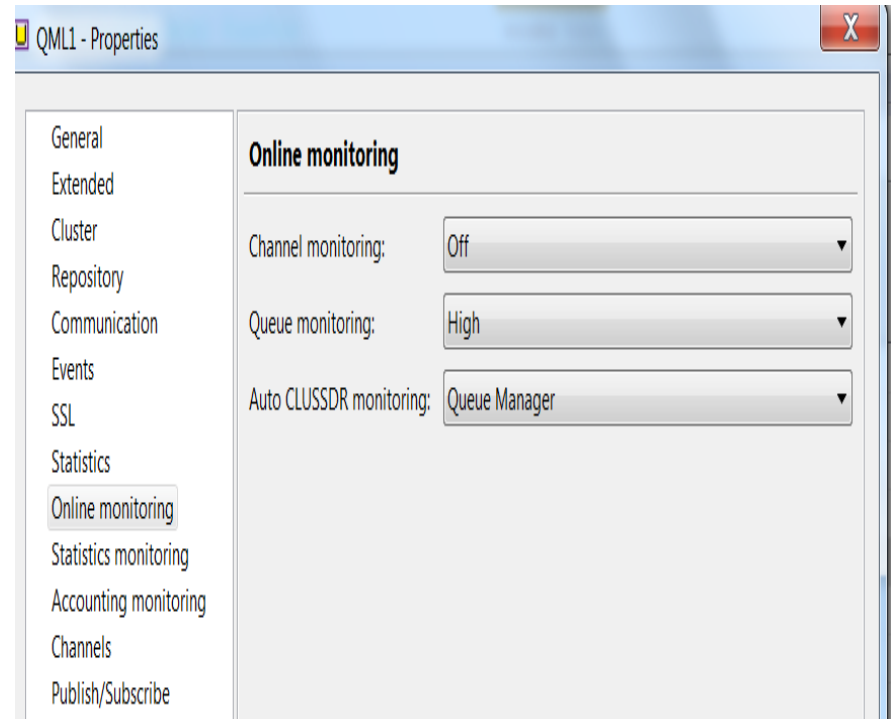 QML1 - Properties
X
General
Extended
Cluster
Repository
Communication
Events
SSL
Statistics
Online monitoring
Statistics monitoring
Accounting monitoring
Channels
Publish/Subscribe
Online monitoring
Channel monitoring: Off
Queue monitoring: High
Auto CLUSSDR monitoring: Queue Manager